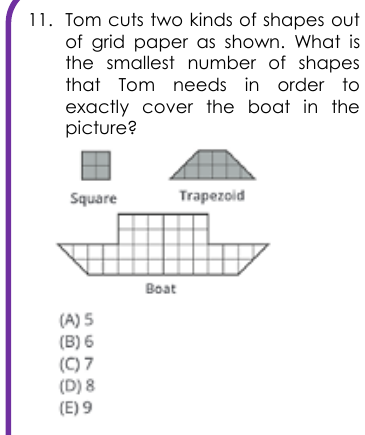 11. Tom cuts two kinds of shapes out
of grid paper as shown. What is
the smallest number of shapes
that Tom needs in order to
exactly cover the boat in the
picture?
Square Trapezoid
Boat
(A) 5
(B) 6
(C) 7
(D) 8
(E) 9